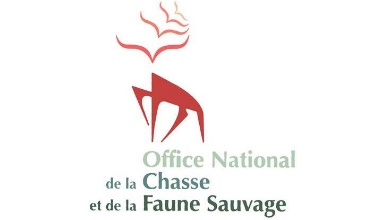 Office National
de la Chasse
et de la Faune Sauvage